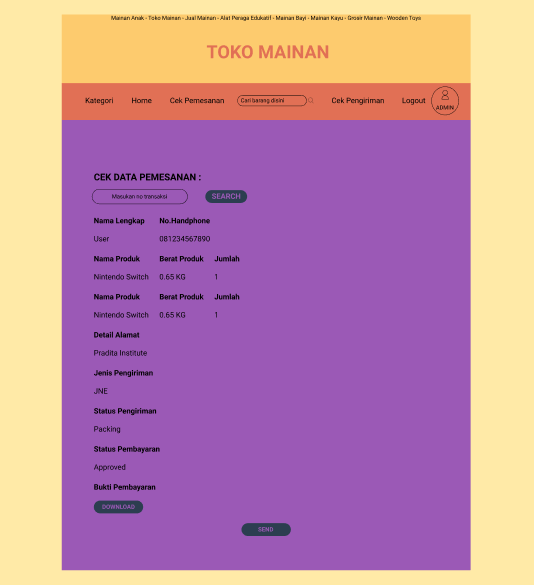 Mainan Anak - Toko Mainan - Jual Mainan - Alat Peraga Edukatif - Mainan Bayi - Mainan Kayu - Grosir Mainan - Wooden Toys
TOKO MAINAN
Kategori Home Cek Pemesanan Cari barang disini Cek Pengiriman Logout ADMIN
CEK DATA PEMESANAN :
Masukan no transaksi SEARCH
Nama Lengkap No.Handphone
User 081234567890
Nama Produk Berat Produk Jumlah
Nintendo Switch 0.65 KG 1
Nama Produk Berat Produk Jumlah
Nintendo Switch 0.65 KG 1
Detail Alamat
Pradita Institute
Jenis Pengiriman
JNE
Status Pengiriman
Packing
Status Pembayaran
Approved
Bukti Pembayaran
DOWNLOAD
SEND